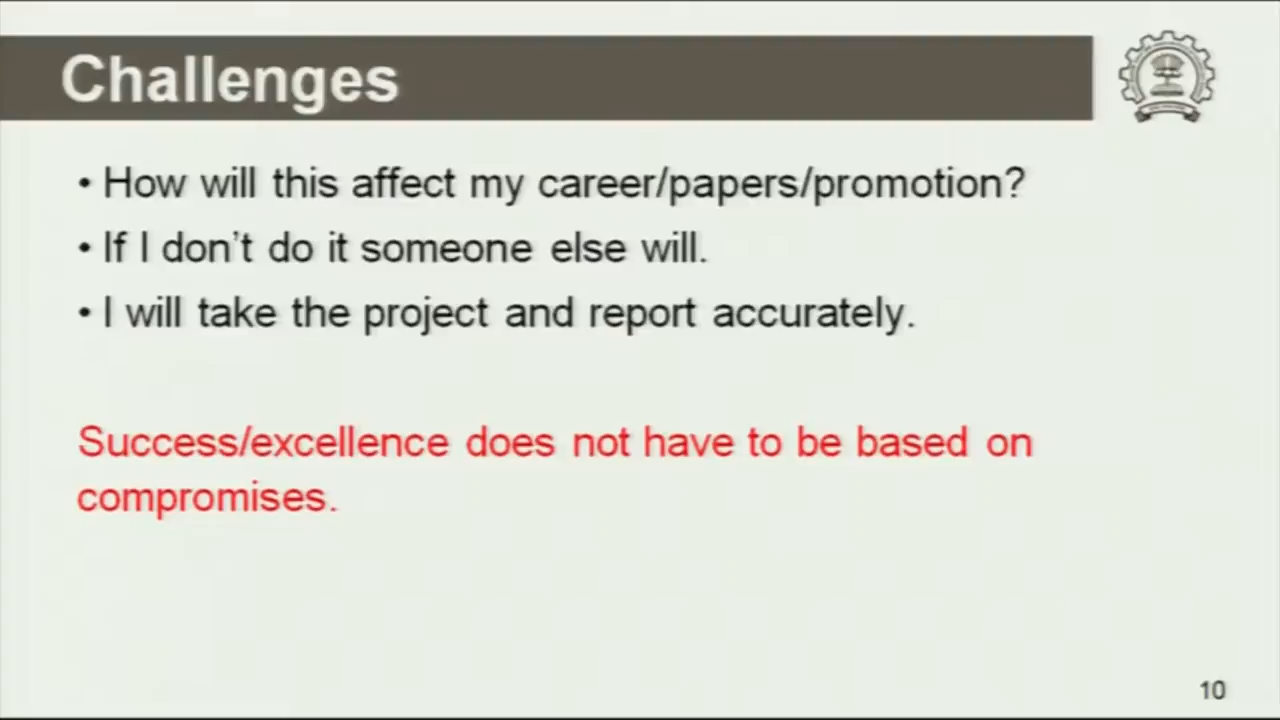 Challenges
• How will this affect my career/papers/promotion?
• If I don't do it someone else will.
• I will take the project and report accurately.
Success/excellence does not have to be based on
compromises.
10